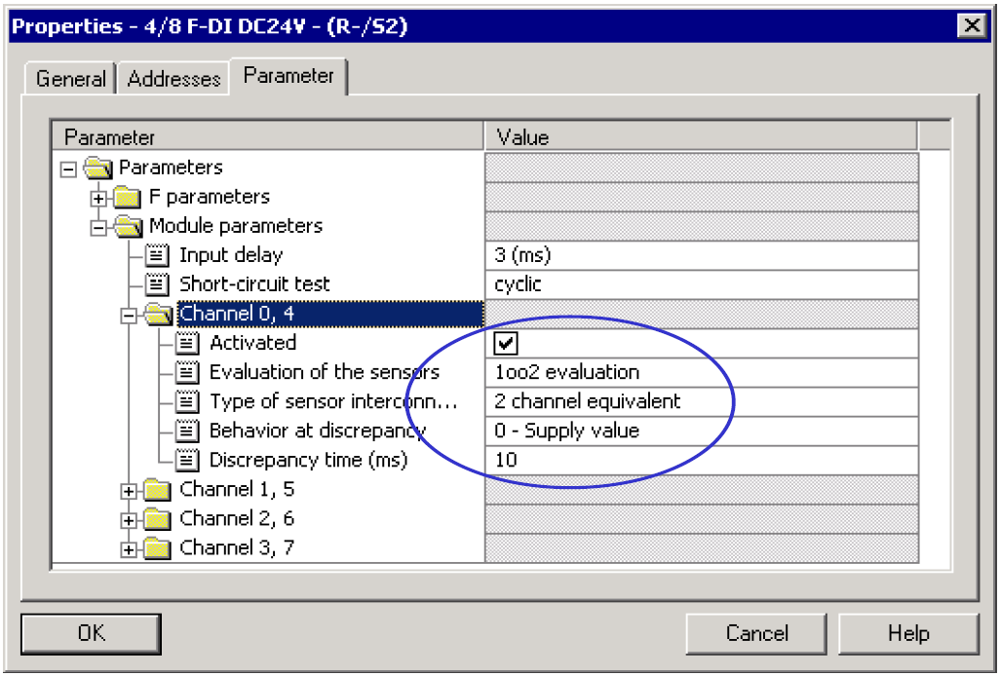 Properties - 4/8 F-DI DC24V - (R-/S2)
General Addresses Parameter
Parameter Value
Parameters
F parameters
Module parameters
Input delay 3 (ms)
Short-circuit test cyclic
Channel 0, 4
Activated
Evaluation of the sensors 1oo2 evaluation
Type of sensor interconn... 2 channel equivalent
Behavior at discrepancy 0 - Supply value
Discrepancy time (ms) 10
Channel 1, 5
Channel 2, 6
Channel 3, 7
OK Cancel Help